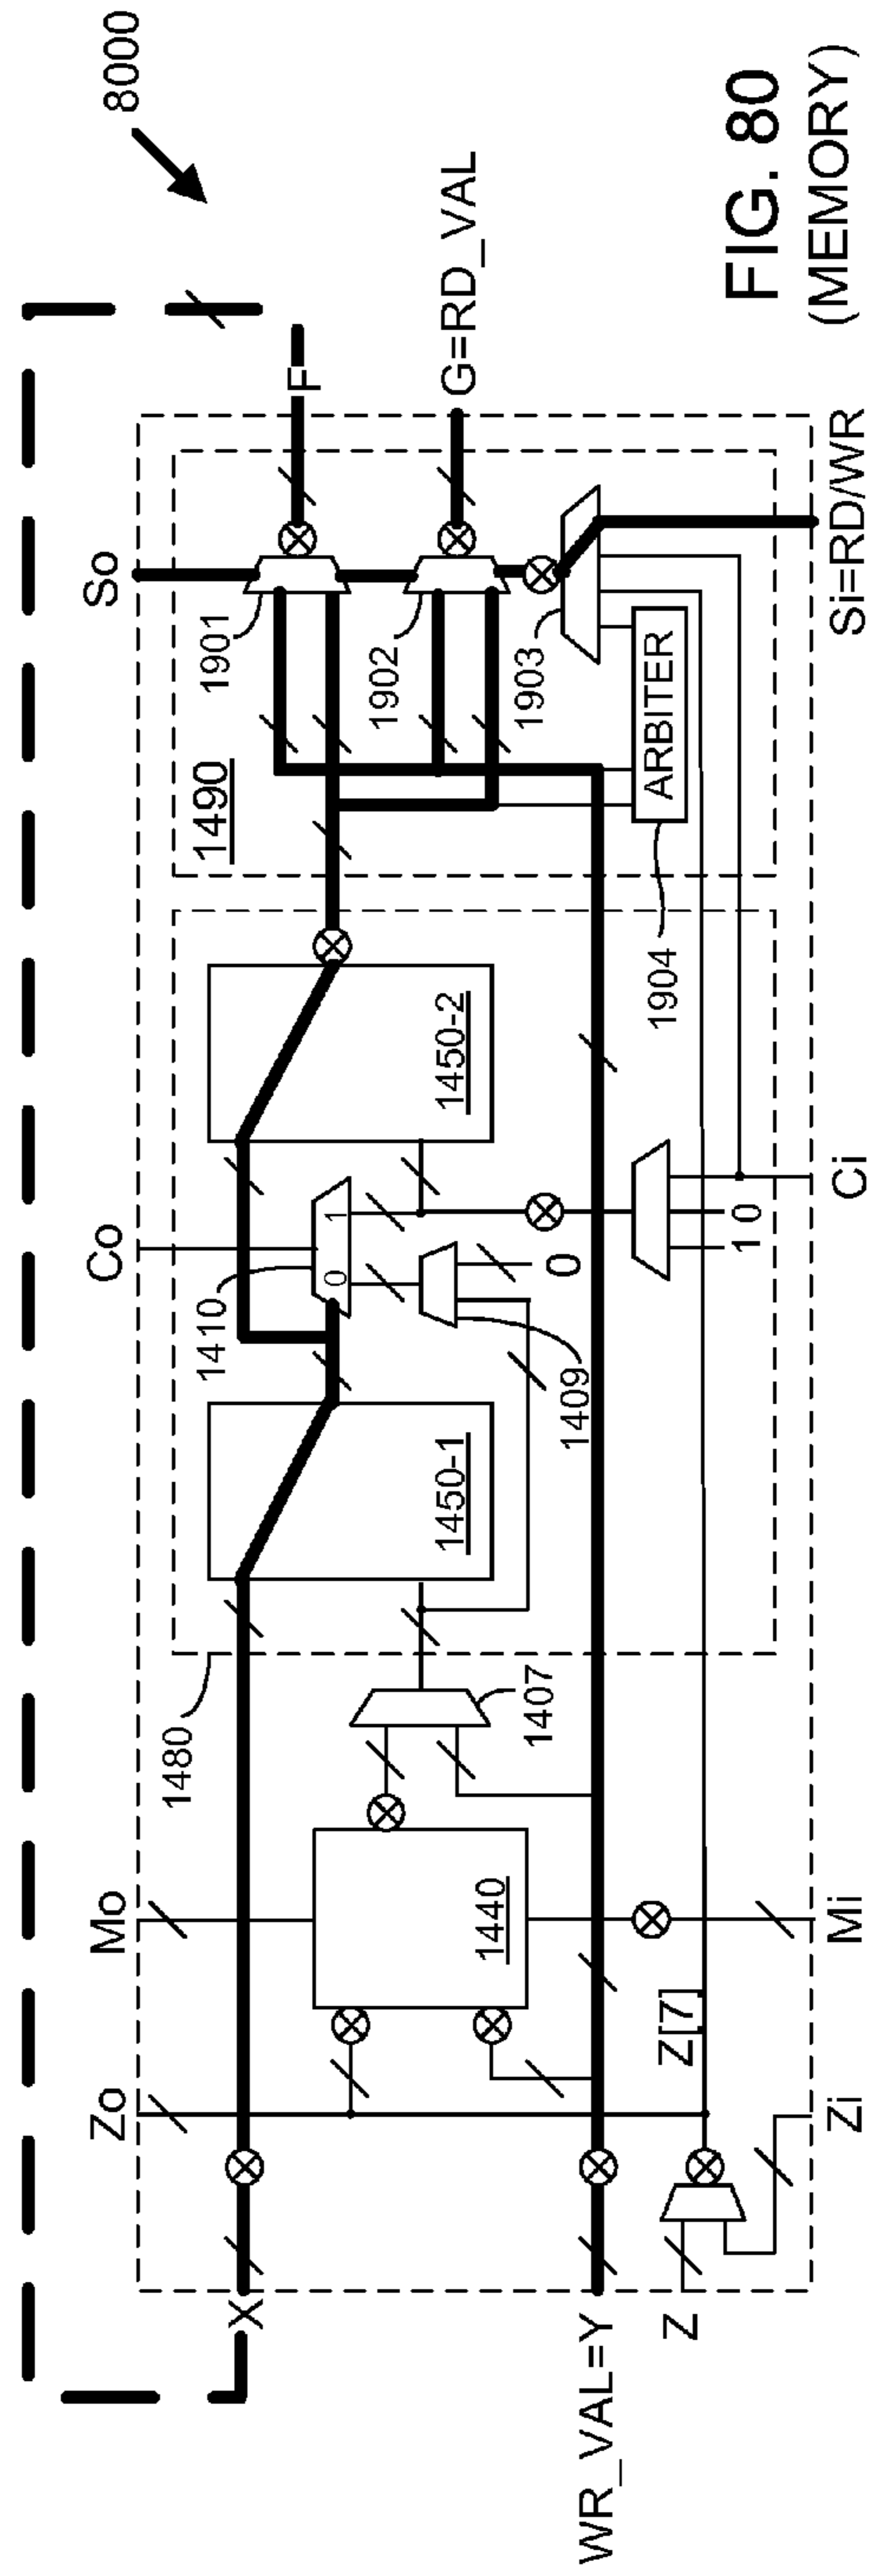 8000
So
Co
Mo
Zo
F
G=RD_VAL
1901
1902
1903
1490
ARBITER
1904
1450-2
1410
0
1
1409
0
1450-1
1 0
1480
1407
1440
Z[7]
X
WR_VAL=Y
Z
Zi
Mi
Ci
Si=RD/WR
FIG. 80
(MEMORY)